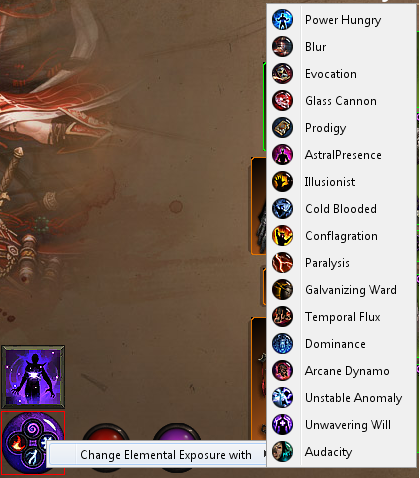 Power Hungry
Blur
Evocation
Glass Cannon
Prodigy
AstralPresence
Illusionist
Cold Blooded
Conflagration
Paralysis
Galvanizing Ward
Temporal Flux
Dominance
Arcane Dynamo
Unstable Anomaly
Unwavering Will
Audacity
Change Elemental Exposure with